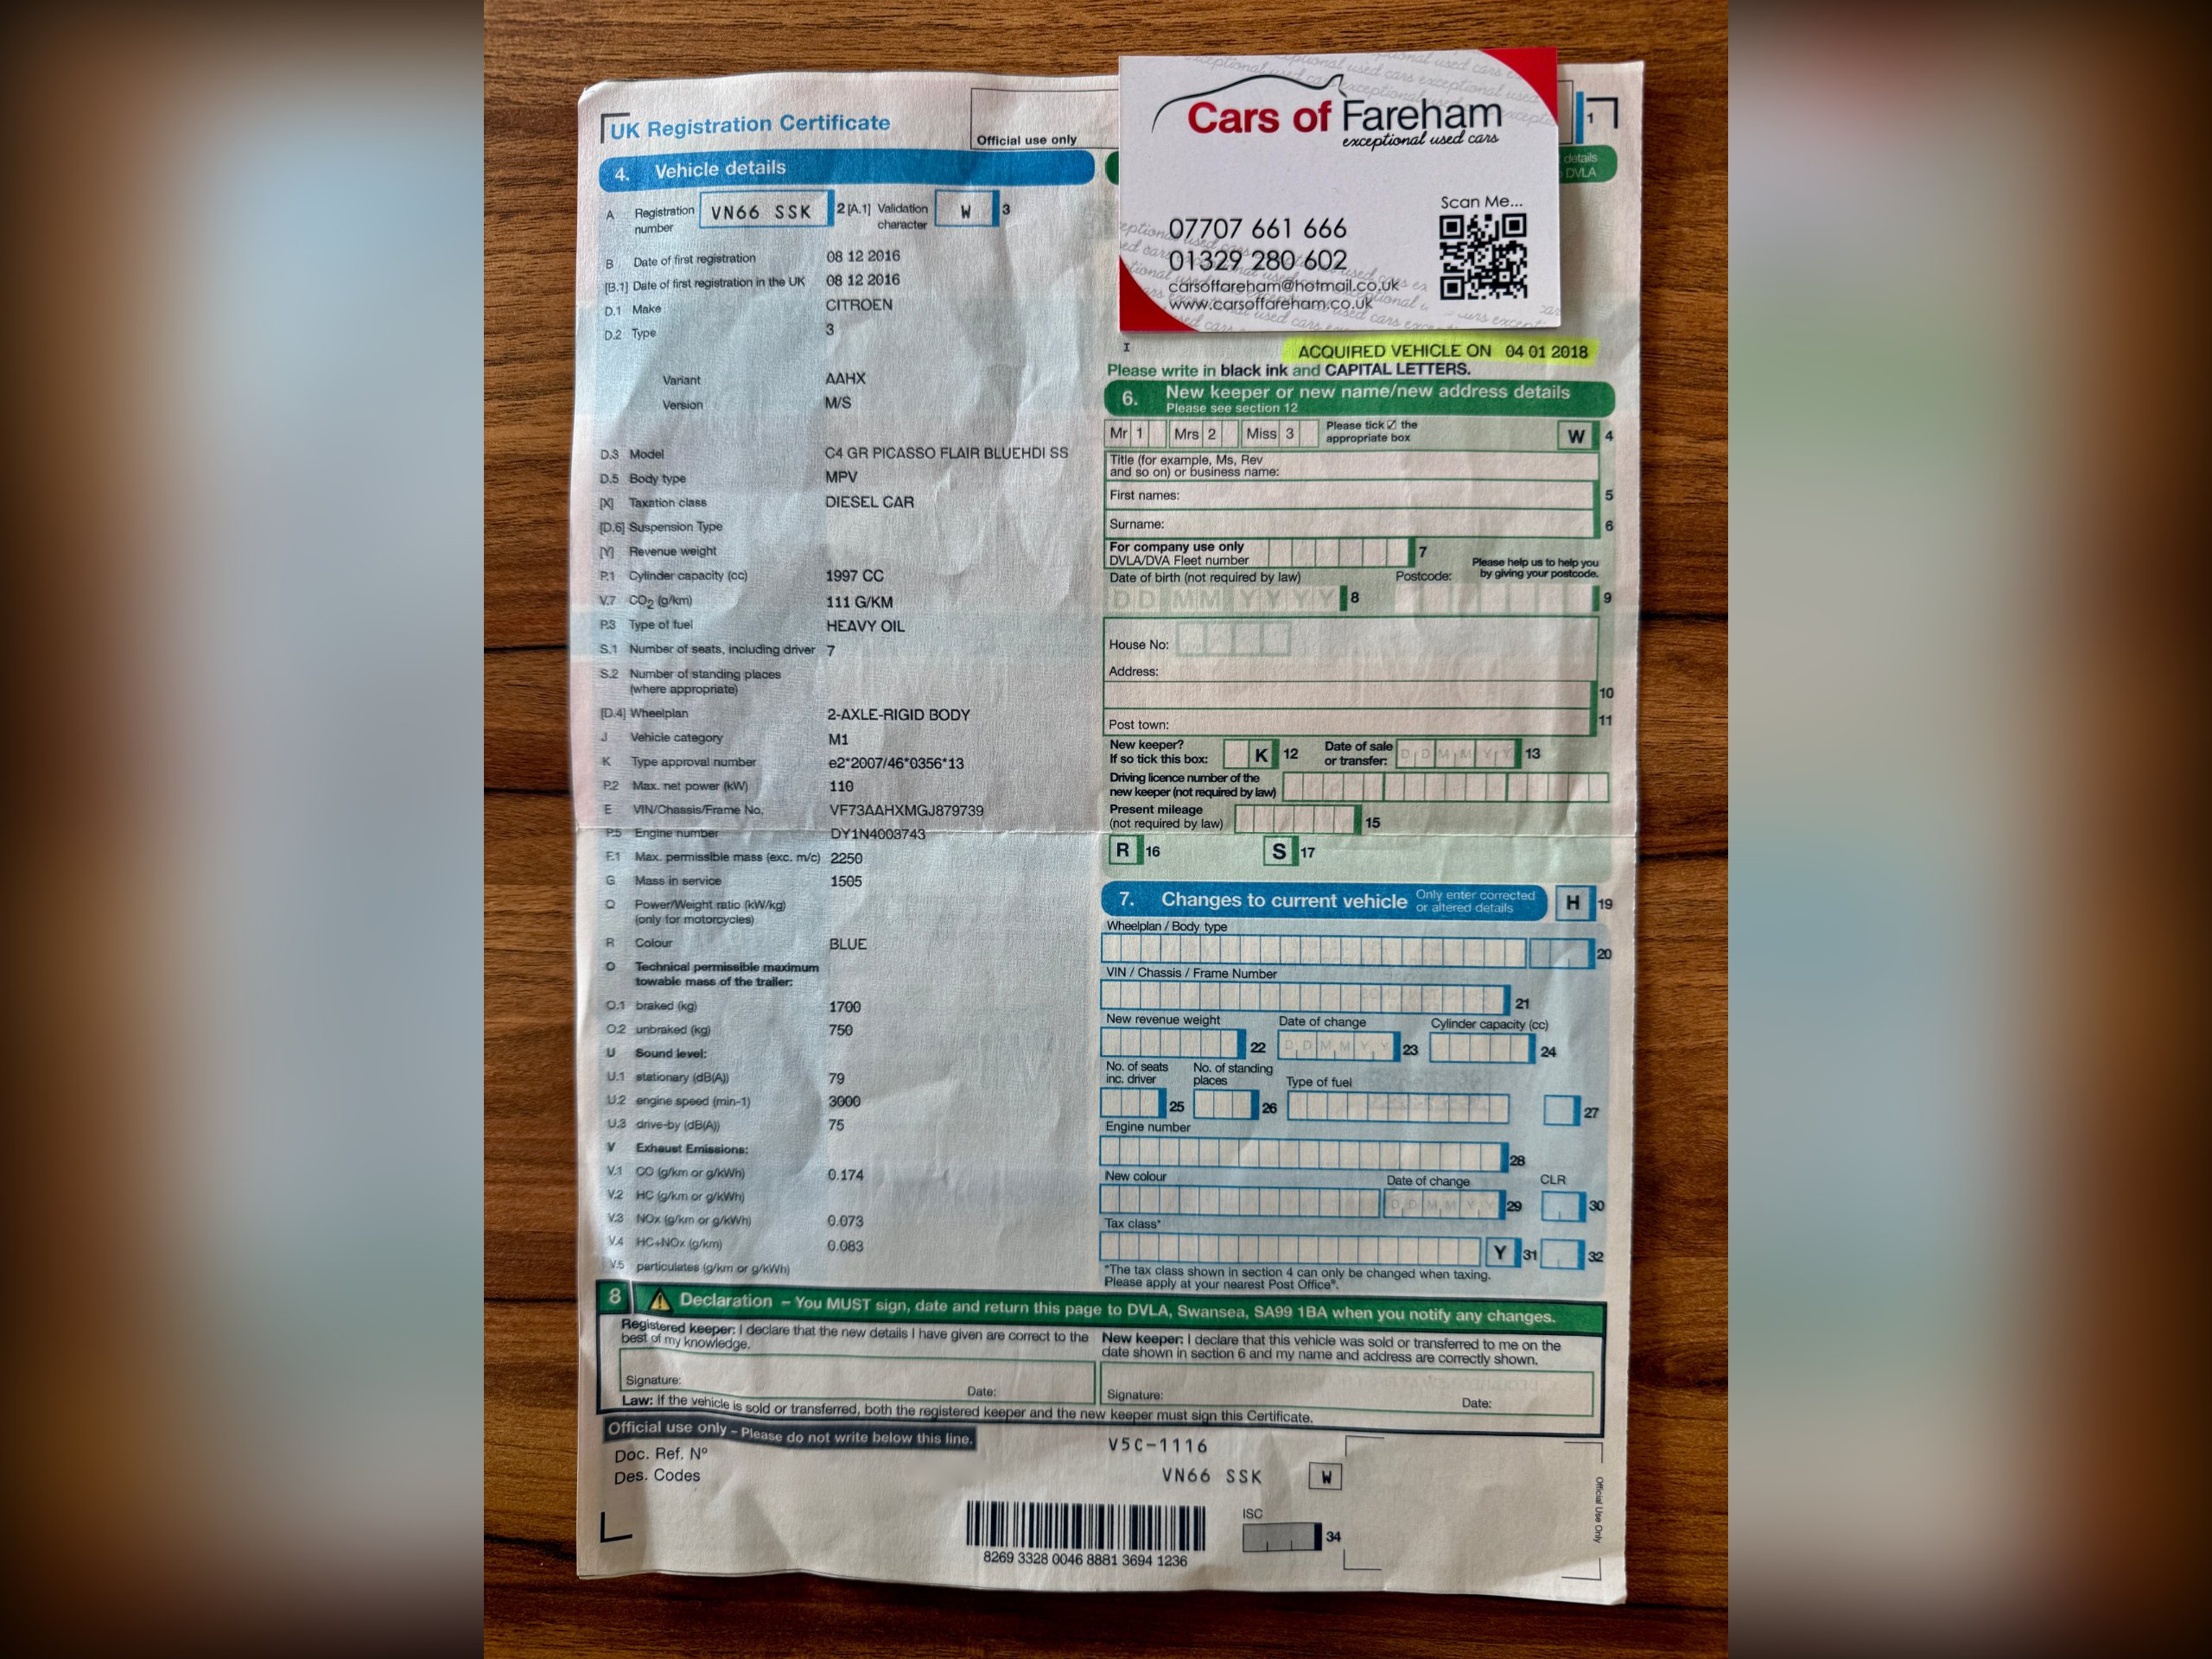 UK Registration Certificate
Official use only
1
4. Vehicle details
A Registration number VN66 SSK 2 [A.1] Validation character W 3
B Date of first registration 08 12 2016
[B.1] Date of first registration in the UK 08 12 2016
D.1 Make CITROEN
D.2 Type 3
Variant AAHX
Version M/S
D.3 Model C4 GR PICASSO FLAIR BLUEHDI SS
D.5 Body type MPV
[X] Taxation class DIESEL CAR
[D.6] Suspension Type
[Y] Revenue weight
P.1 Cylinder capacity (cc) 1997 CC
V.7 CO2 (g/km) 111 G/KM
P.3 Type of fuel HEAVY OIL
S.1 Number of seats, including driver 7
S.2 Number of standing places
(where appropriate)
[D.4] Wheelplan 2-AXLE-RIGID BODY
J Vehicle category M1
K Type approval number e2*2007/46*0356*13
P.2 Max. net power (kW) 110
E VIN/Chassis/Frame No. VF73AAHXMGJ879739
P.5 Engine number DY1N4003743
F.1 Max. permissible mass (exc. m/c) 2250
G Mass in service 1505
Q Power/Weight ratio (kW/kg)
(only for motorcycles)
R Colour BLUE
O Technical permissible maximum
towable mass of the trailer:
O.1 braked (kg) 1700
O.2 unbraked (kg) 750
U Sound level:
U.1 stationary (dB(A)) 79
U.2 engine speed (min-1) 3000
U.3 drive-by (dB(A)) 75
V Exhaust Emissions:
V.1 CO (g/km or g/kWh) 0.174
V.2 HC (g/km or g/kWh)
V.3 NOx (g/km or g/kWh) 0.073
V.4 HC+NOx (g/km) 0.083
V.5 particulates (g/km or g/kWh)
Cars of Fareham
exceptional used cars
Scan Me...
07707 661 666
01329 280 602
carsoffareham@hotmail.co.uk
www.carsoffareham.co.uk
details
DVLA
I
ACQUIRED VEHICLE ON 04 01 2018
Please write in black ink and CAPITAL LETTERS.
6. New keeper or new name/new address details
Please see section 12
Mr 1 Mrs 2 Miss 3 Please tick ☑ the appropriate box W 4
Title (for example, Ms, Rev
and so on) or business name:
First names: 5
Surname: 6
For company use only
DVLA/DVA Fleet number 7
Please help us to help you
by giving your postcode.
Date of birth (not required by law) Postcode:
DD MM YYYY 8 9
House No:
Address:
10
Post town: 11
New keeper?
If so tick this box: K 12 Date of sale or transfer: D D M M Y Y 13
Driving licence number of the
new keeper (not required by law)
Present mileage
(not required by law) 15
R 16 S 17
7. Changes to current vehicle Only enter corrected or altered details H 19
Wheelplan / Body type
20
VIN / Chassis / Frame Number
21
New revenue weight Date of change Cylinder capacity (cc)
22 D D M M Y Y 23 24
No. of seats inc. driver No. of standing places Type of fuel
25 26 27
Engine number
28
New colour Date of change CLR
D D M M Y Y 29 30
Tax class*
Y 31 32
*The tax class shown in section 4 can only be changed when taxing.
Please apply at your nearest Post Office®.
8 Declaration – You MUST sign, date and return this page to DVLA, Swansea, SA99 1BA when you notify any changes.
Registered keeper: I declare that the new details I have given are correct to the
best of my knowledge.
Signature: Date:
New keeper: I declare that this vehicle was sold or transferred to me on the
date shown in section 6 and my name and address are correctly shown.
Signature: Date:
Law: If the vehicle is sold or transferred, both the registered keeper and the new keeper must sign this Certificate.
Official use only – Please do not write below this line.
Doc. Ref. Nº
Des. Codes
V5C-1116
VN66 SSK W
8269 3328 0046 8881 3694 1236
ISC
34
Official Use Only